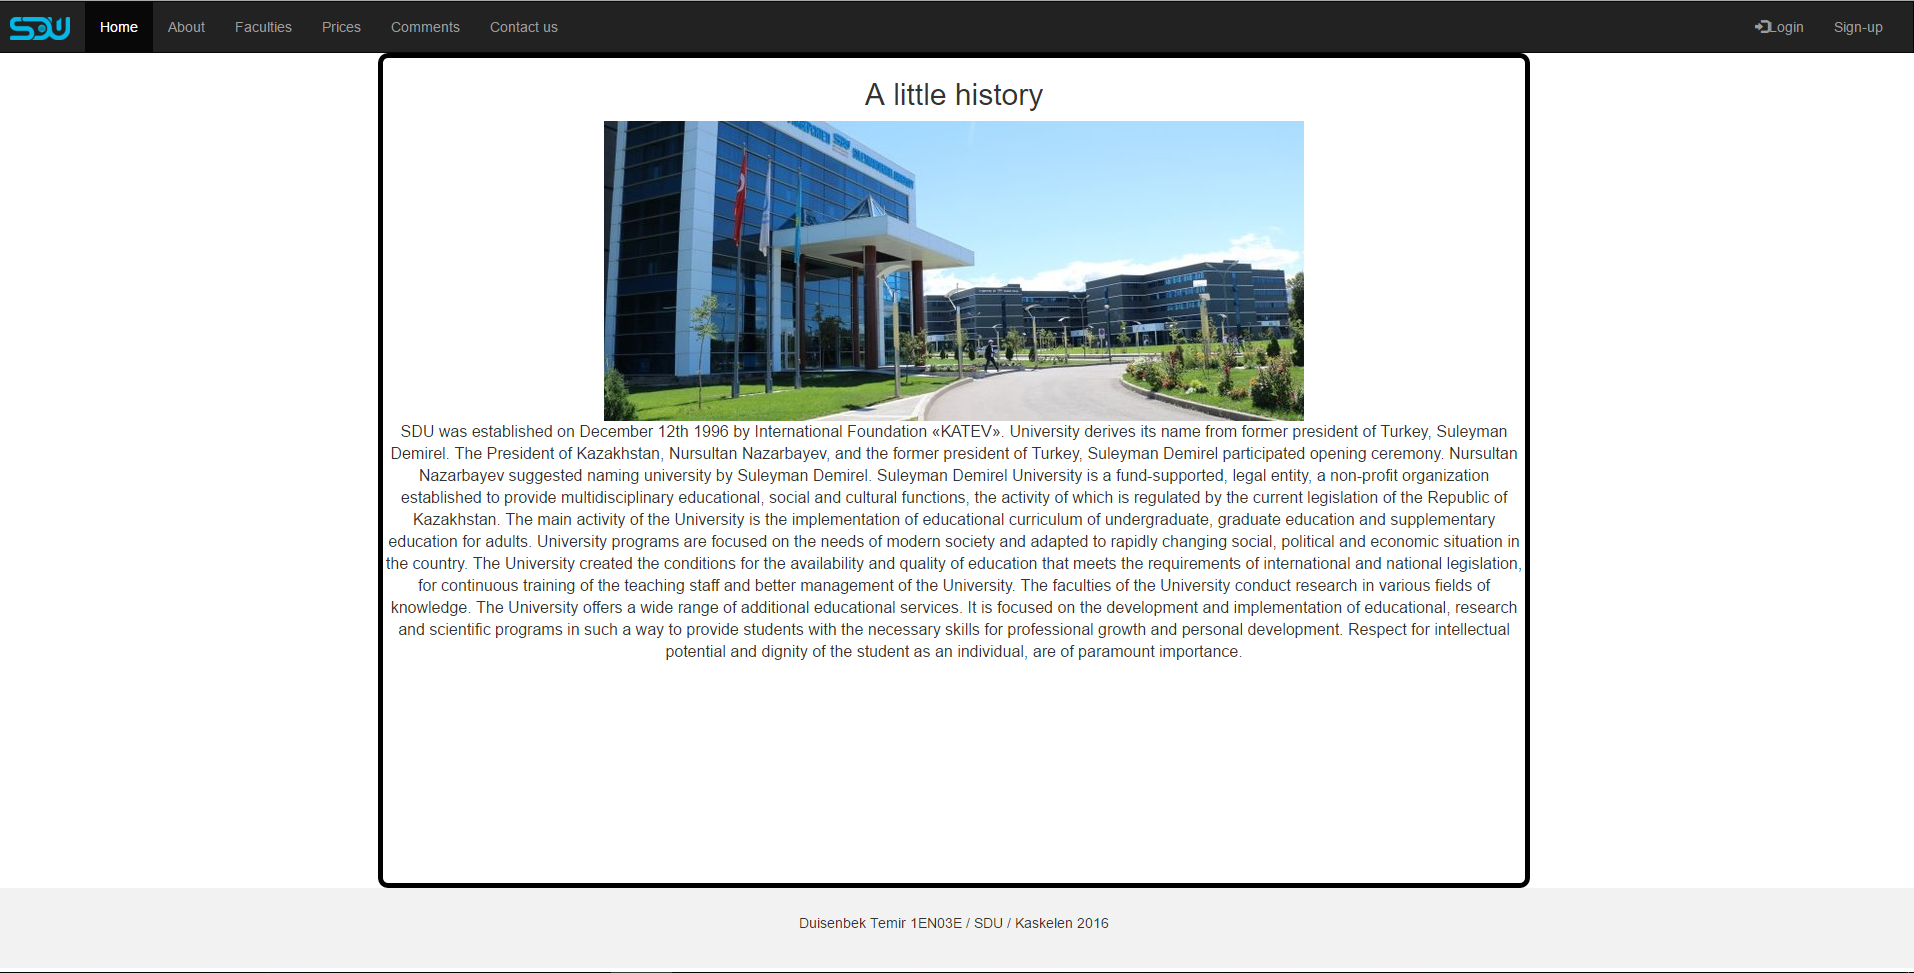 SDU
Home About Faculties Prices Comments Contact us Login Sign-up
A little history
SDU
SDU was established on December 12th 1996 by International Foundation «KATEV». University derives its name from former president of Turkey, Suleyman
Demirel. The President of Kazakhstan, Nursultan Nazarbayev, and the former president of Turkey, Suleyman Demirel participated opening ceremony. Nursultan
Nazarbayev suggested naming university by Suleyman Demirel. Suleyman Demirel University is a fund-supported, legal entity, a non-profit organization
established to provide multidisciplinary educational, social and cultural functions, the activity of which is regulated by the current legislation of the Republic of
Kazakhstan. The main activity of the University is the implementation of educational curriculum of undergraduate, graduate education and supplementary
education for adults. University programs are focused on the needs of modern society and adapted to rapidly changing social, political and economic situation in
the country. The University created the conditions for the availability and quality of education that meets the requirements of international and national legislation,
for continuous training of the teaching staff and better management of the University. The faculties of the University conduct research in various fields of
knowledge. The University offers a wide range of additional educational services. It is focused on the development and implementation of educational, research
and scientific programs in such a way to provide students with the necessary skills for professional growth and personal development. Respect for intellectual
potential and dignity of the student as an individual, are of paramount importance.
Duisenbek Temir 1EN03E / SDU / Kaskelen 2016